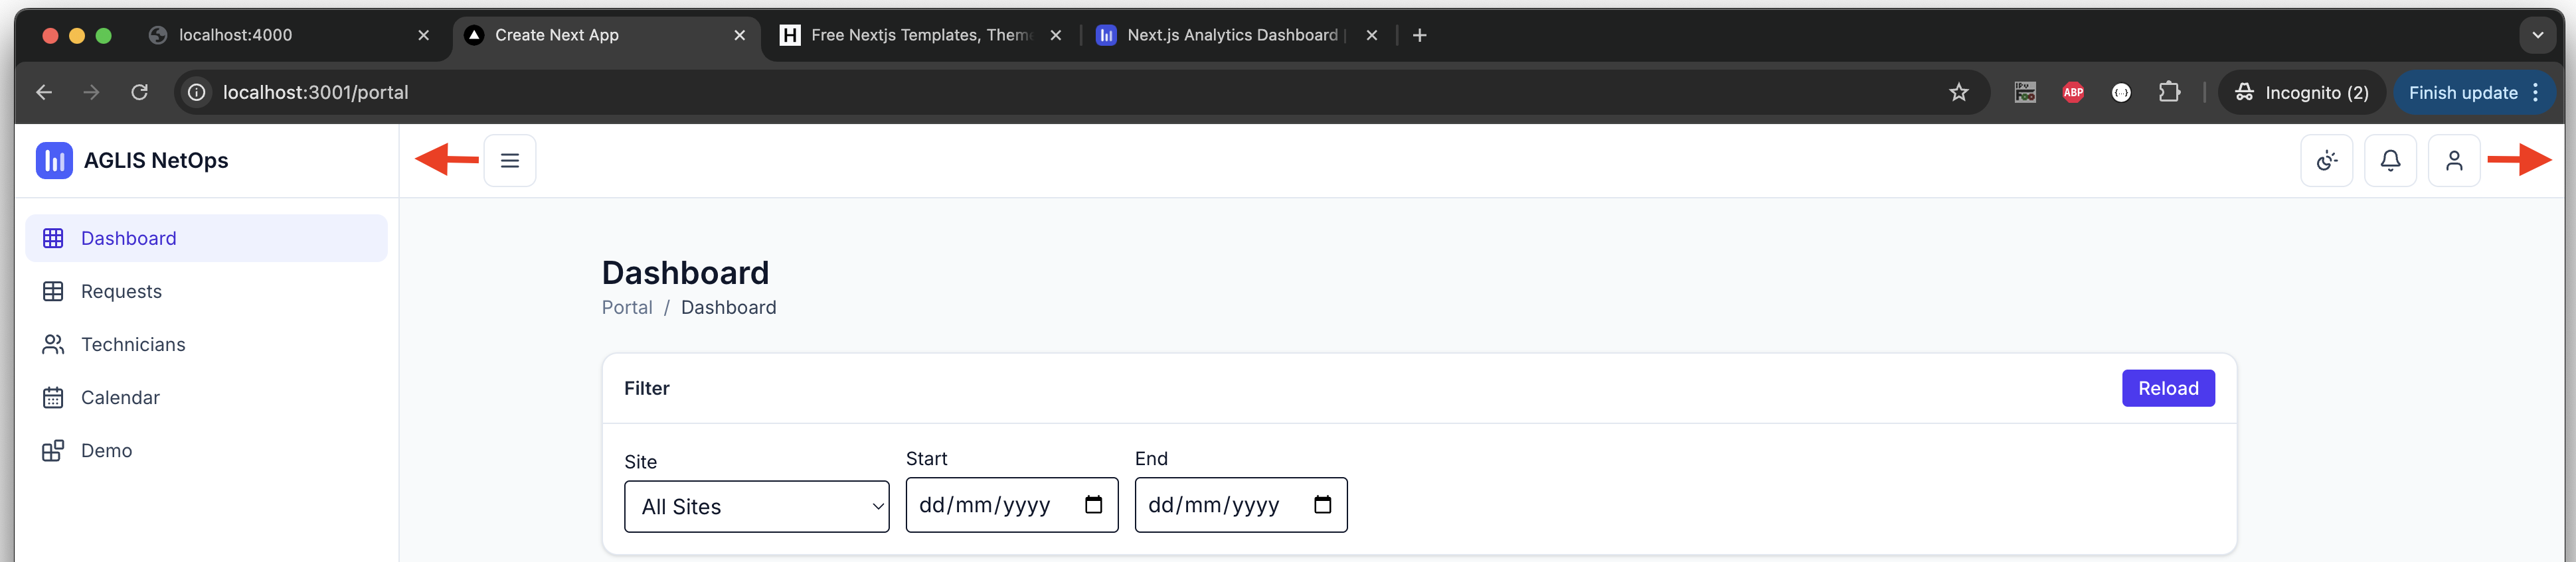 localhost:4000
Create Next App
Free Nextjs Templates, Them
Next.js Analytics Dashboard |
localhost:3001/portal
ABP
Incognito (2)
Finish update
AGLIS NetOps
Dashboard
Requests
Technicians
Calendar
Demo
Dashboard
Portal / Dashboard
Filter
Reload
Site
Start
End
All Sites
dd/mm/yyyy
dd/mm/yyyy